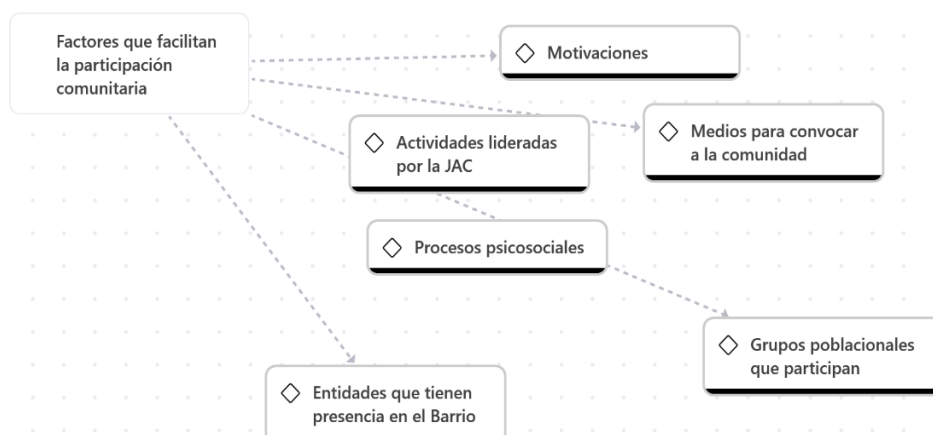 Factores que facilitan
la participación
comunitaria
Motivaciones
Medios para convocar
a la comunidad
Actividades lideradas
por la JAC
Procesos psicosociales
Grupos poblacionales
que participan
Entidades que tienen
presencia en el Barrio